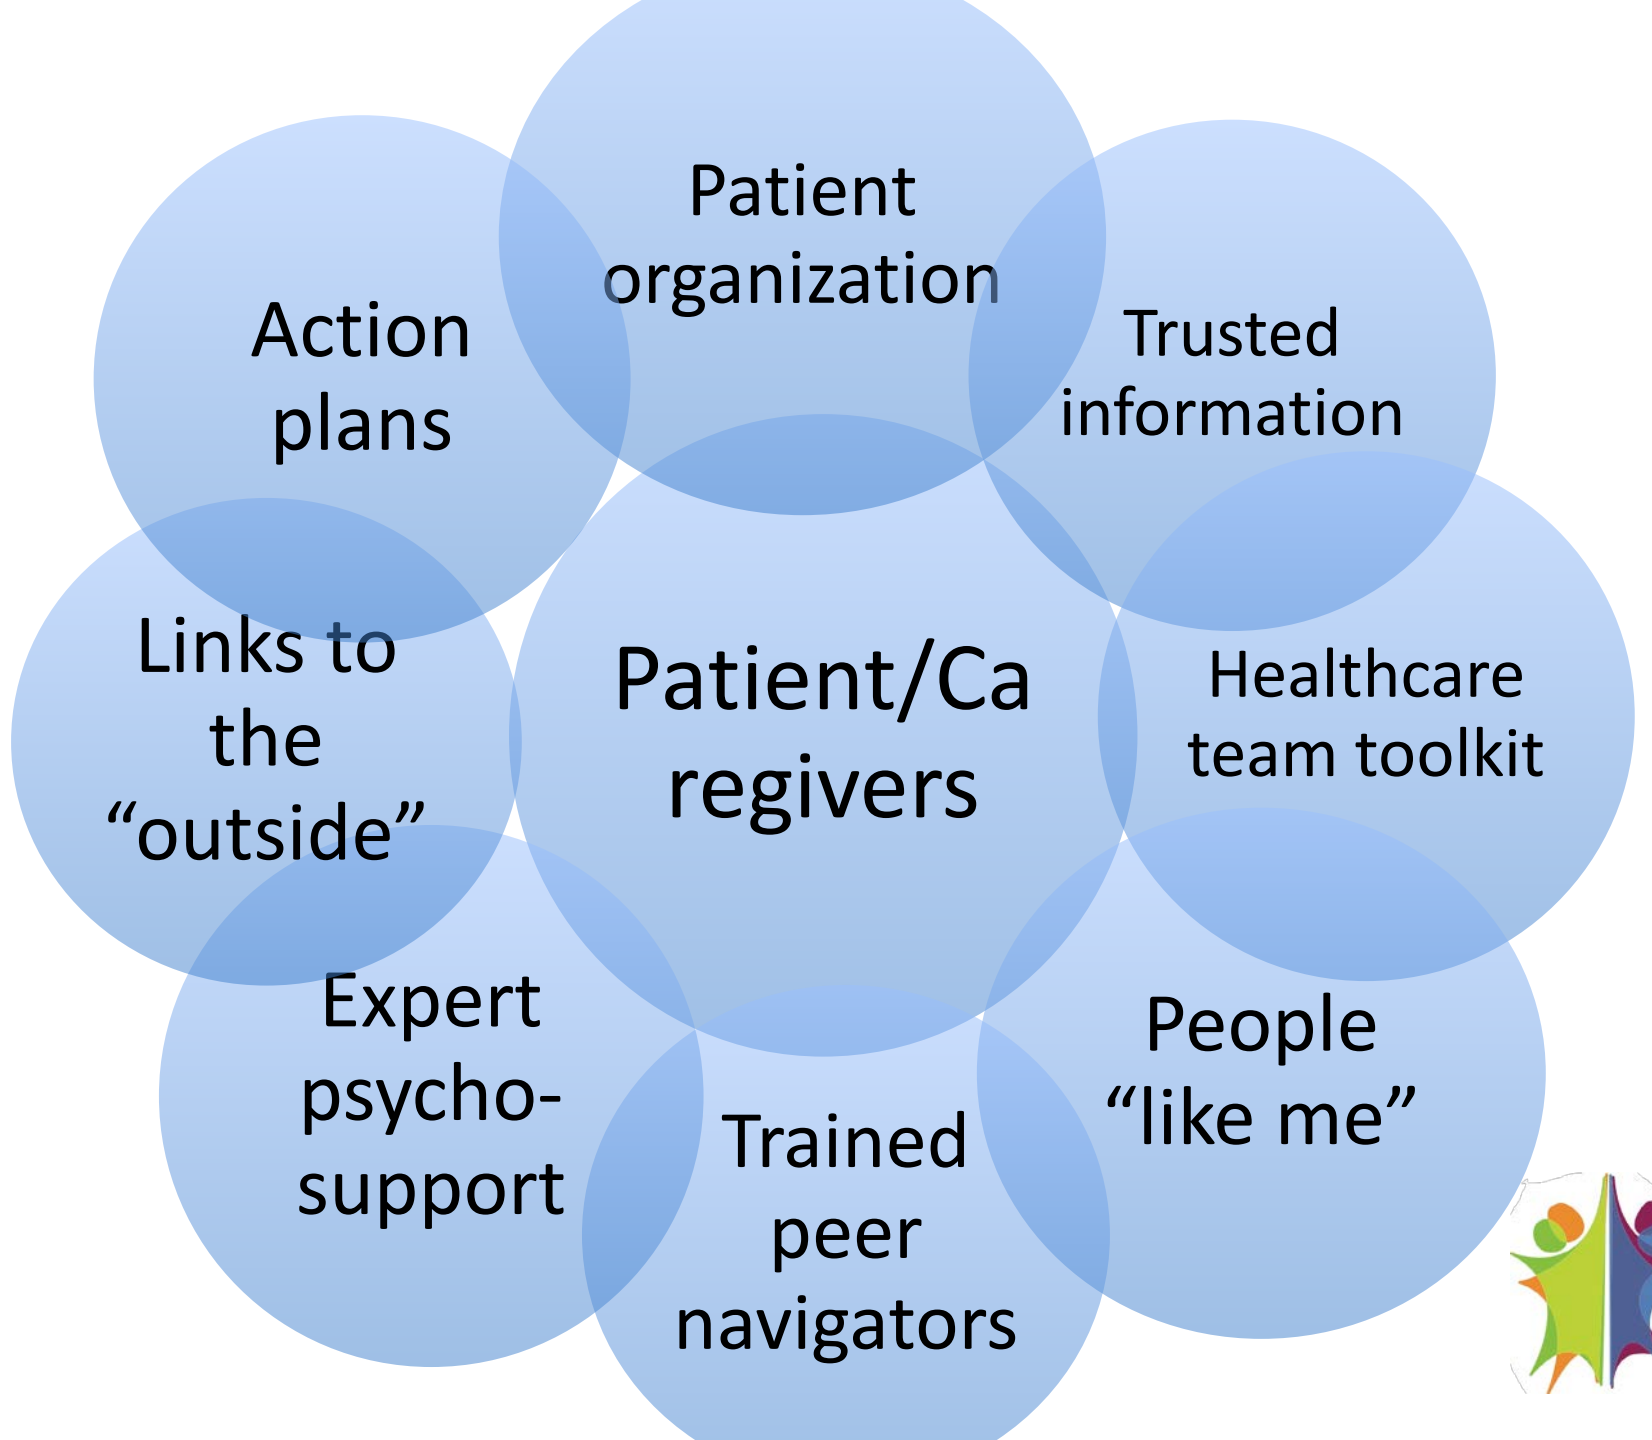 Patient
organization
Trusted
information
Healthcare
team toolkit
People
“like me”
Trained
peer
navigators
Expert
psycho-
support
Links to
the
“outside”
Action
plans
Patient/Ca
regivers